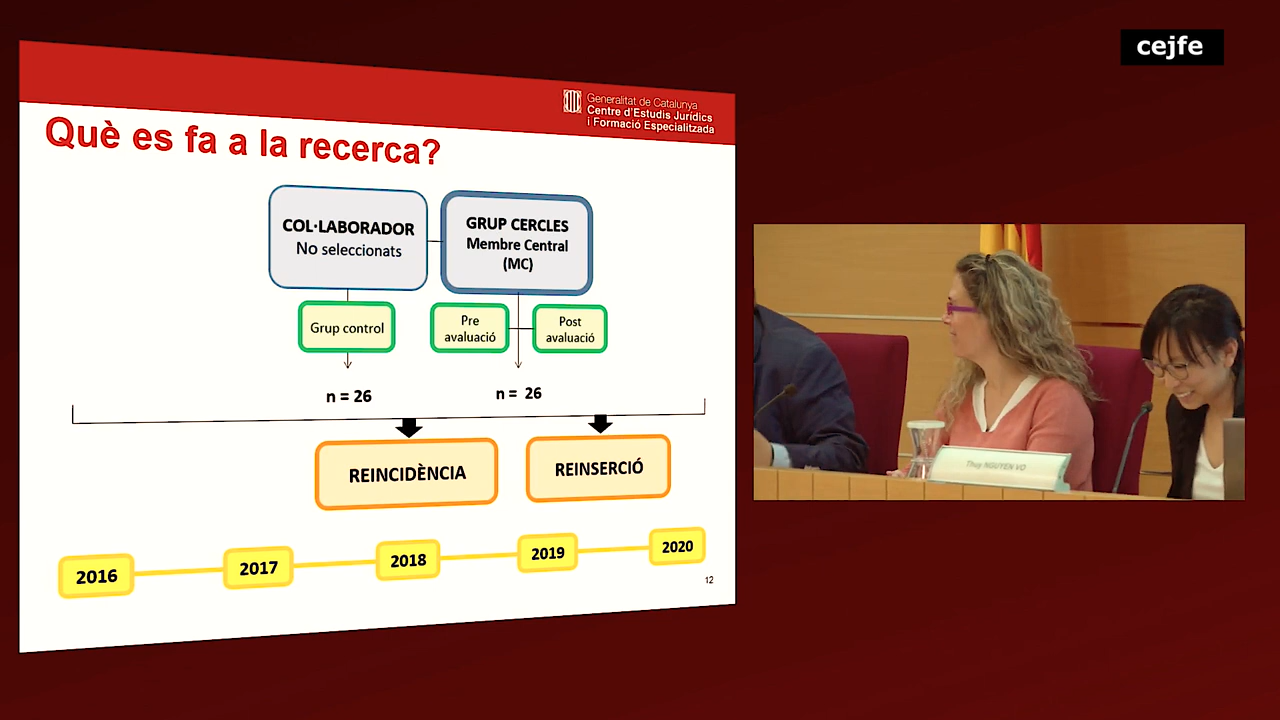 cejfe
Generalitat de Catalunya
Centre d'Estudis Jurídics
i Formació Especialitzada
Què es fa a la recerca?
COL·LABORADOR
No seleccionats
GRUP CERCLES
Membre Central
(MC)
Grup control
Pre
avaluació
Post
avaluació
n = 26
n = 26
REINCIDÈNCIA
REINSERCIÓ
2016
2017
2018
2019
2020
12
Thuy NGUYEN VO